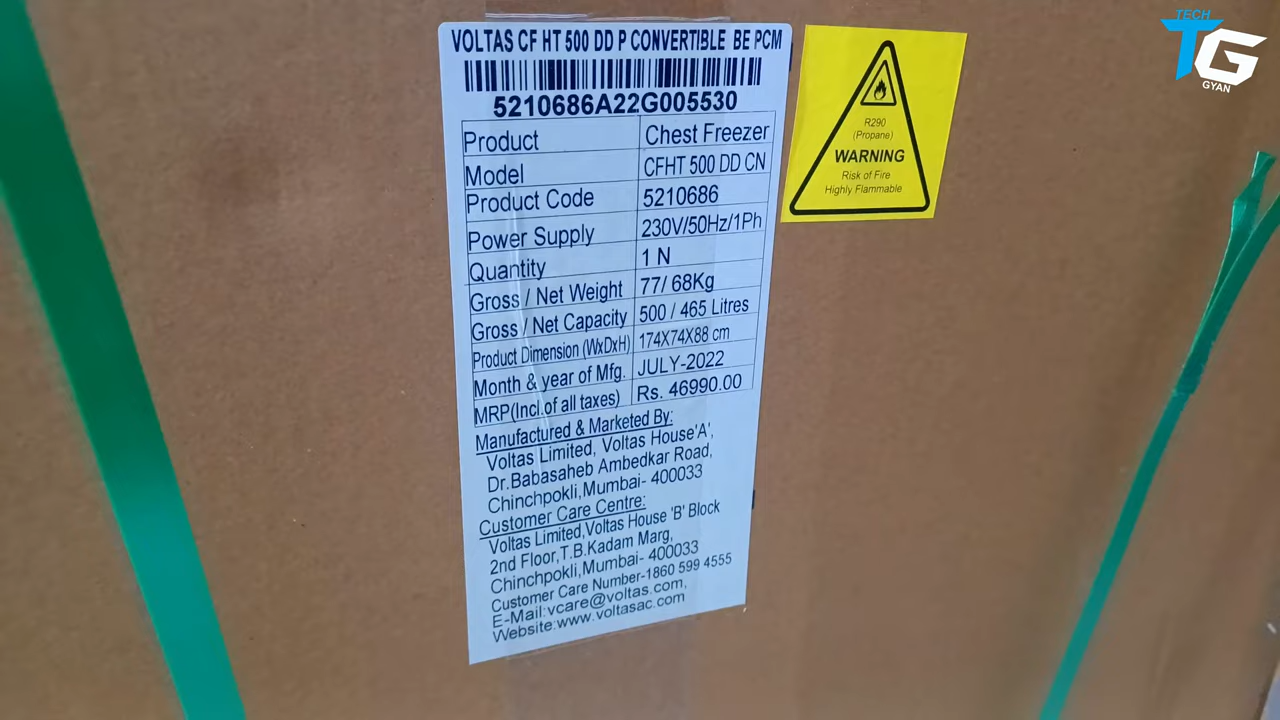 VOLTAS CF HT 500 DD P CONVERTIBLE BE PCM
5210686A22G005530
Product Chest Freezer
Model CFHT 500 DD CN
Product Code 5210686
Power Supply 230V/50Hz/1Ph
Quantity 1 N
Gross / Net Weight 77/ 68Kg
Gross / Net Capacity 500 / 465 Litres
Product Dimension (WxDxH) 174X74X88 cm
Month & year of Mfg. JULY-2022
MRP(Incl.of all taxes) Rs. 46990.00
Manufactured & Marketed By:
Voltas Limited, Voltas House'A',
Dr.Babasaheb Ambedkar Road,
Chinchpokli,Mumbai- 400033
Customer Care Centre:
Voltas Limited,Voltas House 'B' Block
2nd Floor,T.B.Kadam Marg,
Chinchpokli,Mumbai- 400033
Customer Care Number-1860 599 4555
E-Mail:vcare@voltas.com,
Website:www.voltasac.com
R290
(Propane)
WARNING
Risk of Fire
Highly Flammable
TECH
TG
GYAN